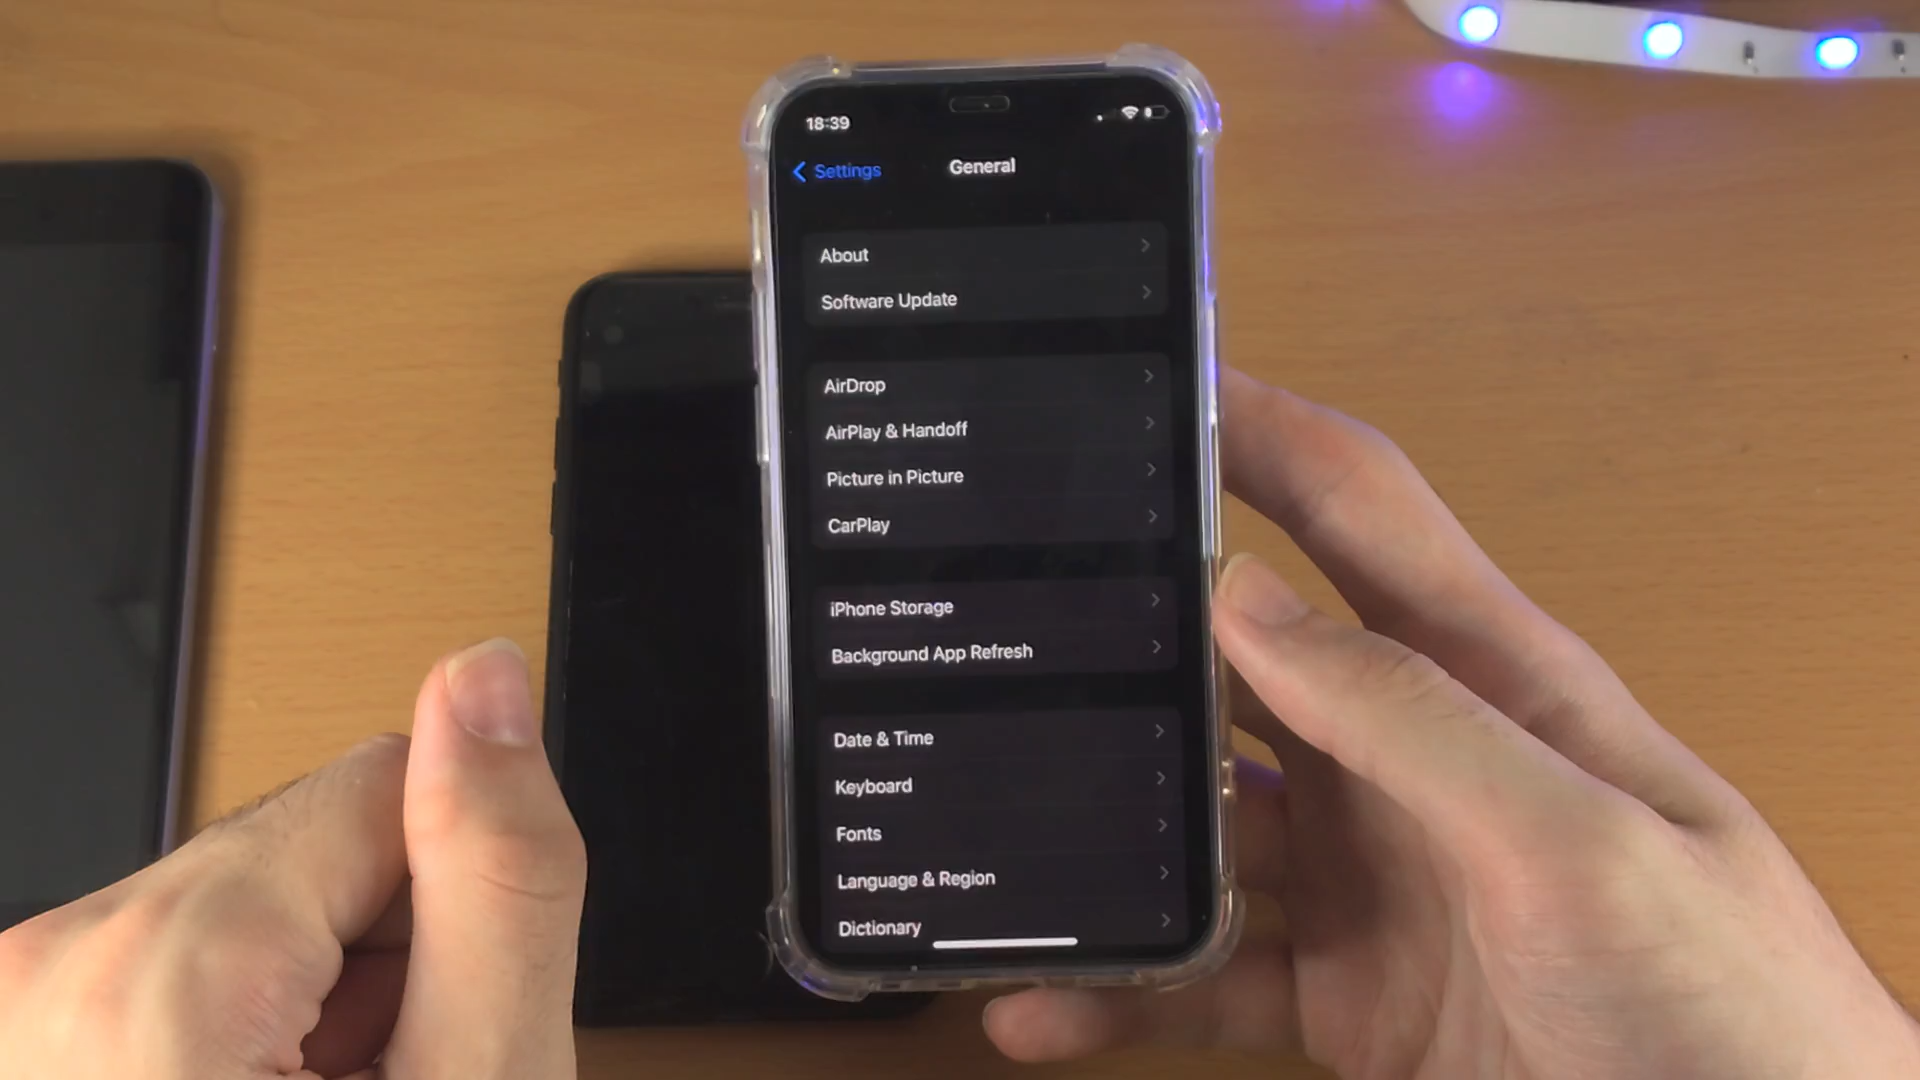 18:39
Settings
General
About
Software Update
AirDrop
AirPlay & Handoff
Picture in Picture
CarPlay
iPhone Storage
Background App Refresh
Date & Time
Keyboard
Fonts
Language & Region
Dictionary